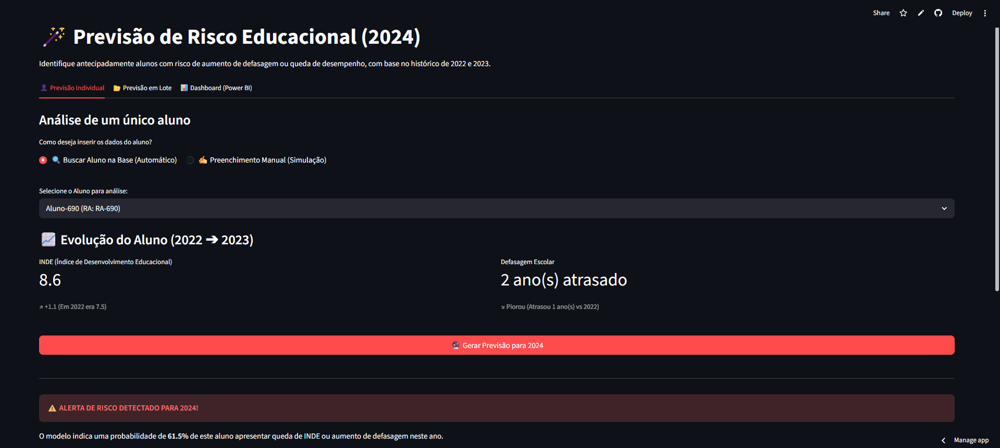 Share
Deploy
Previsão de Risco Educacional (2024)
Identifique antecipadamente alunos com risco de aumento de defasagem ou queda de desempenho, com base no histórico de 2022 e 2023.
Previsão Individual
Previsão em Lote
Dashboard (Power BI)
Análise de um único aluno
Como deseja inserir os dados do aluno?
Buscar Aluno na Base (Automático)
Preenchimento Manual (Simulação)
Selecione o Aluno para análise:
Aluno-690 (RA: RA-690)
Evolução do Aluno (2022 ➔ 2023)
INDE (Índice de Desenvolvimento Educacional)
8.6
+1.1 (Em 2022 era 7.5)
Defasagem Escolar
2 ano(s) atrasado
Piorou (Atrasou 1 ano(s) vs 2022)
Gerar Previsão para 2024
ALERTA DE RISCO DETECTADO PARA 2024!
O modelo indica uma probabilidade de 61.5% de este aluno apresentar queda de INDE ou aumento de defasagem neste ano.
Manage app